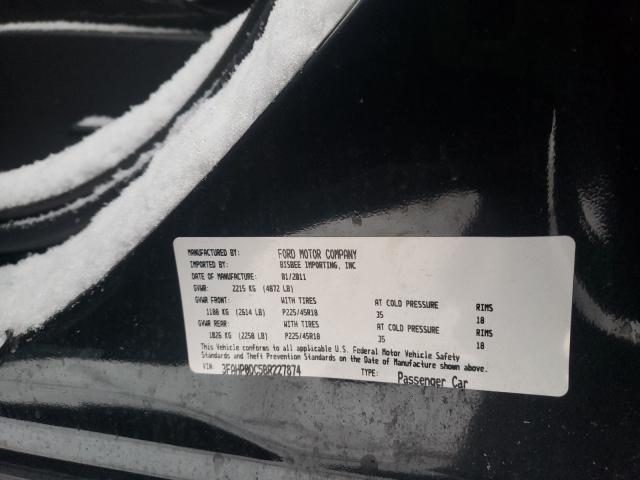 MANUFACTURED BY: FORD MOTOR COMPANY
IMPORTED BY: BISBEE IMPORTING, INC
DATE OF MANUFACTURE: 01/2011
GVWR: 2215 KG (4872 LB)
GVWR FRONT: WITH TIRES AT COLD PRESSURE RIMS
1188 KG (2614 LB) P225/45R18 35 18
GVWR REAR: WITH TIRES AT COLD PRESSURE RIMS
1026 KG (2258 LB) P225/45R18 35 18
This Vehicle conforms to all applicable U.S. Federal Motor Vehicle Safety
Standards and Theft Prevention Standards on the Date of Manufacture shown above.
VIN: 3FAHP0DC5BR227874 TYPE: Passenger Car